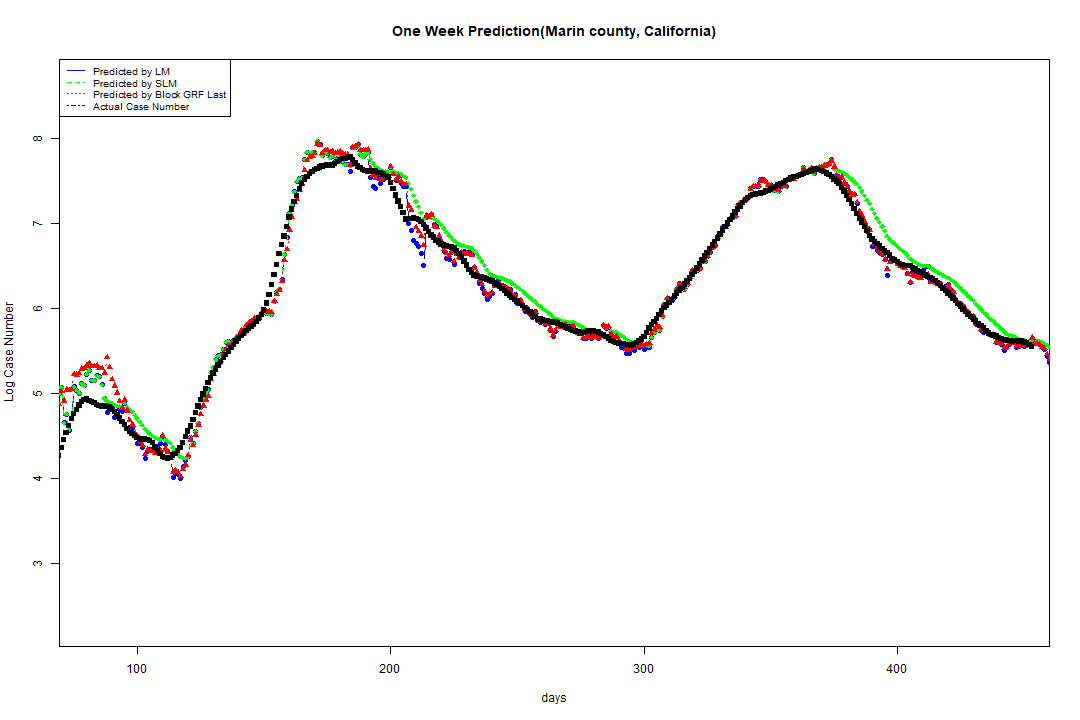 One Week Prediction(Marin county, California)
Predicted by LM
Predicted by SLM
Predicted by Block GRF Last
Actual Case Number
8
7
6
5
4
3
Log Case Number
100 200 300 400
days